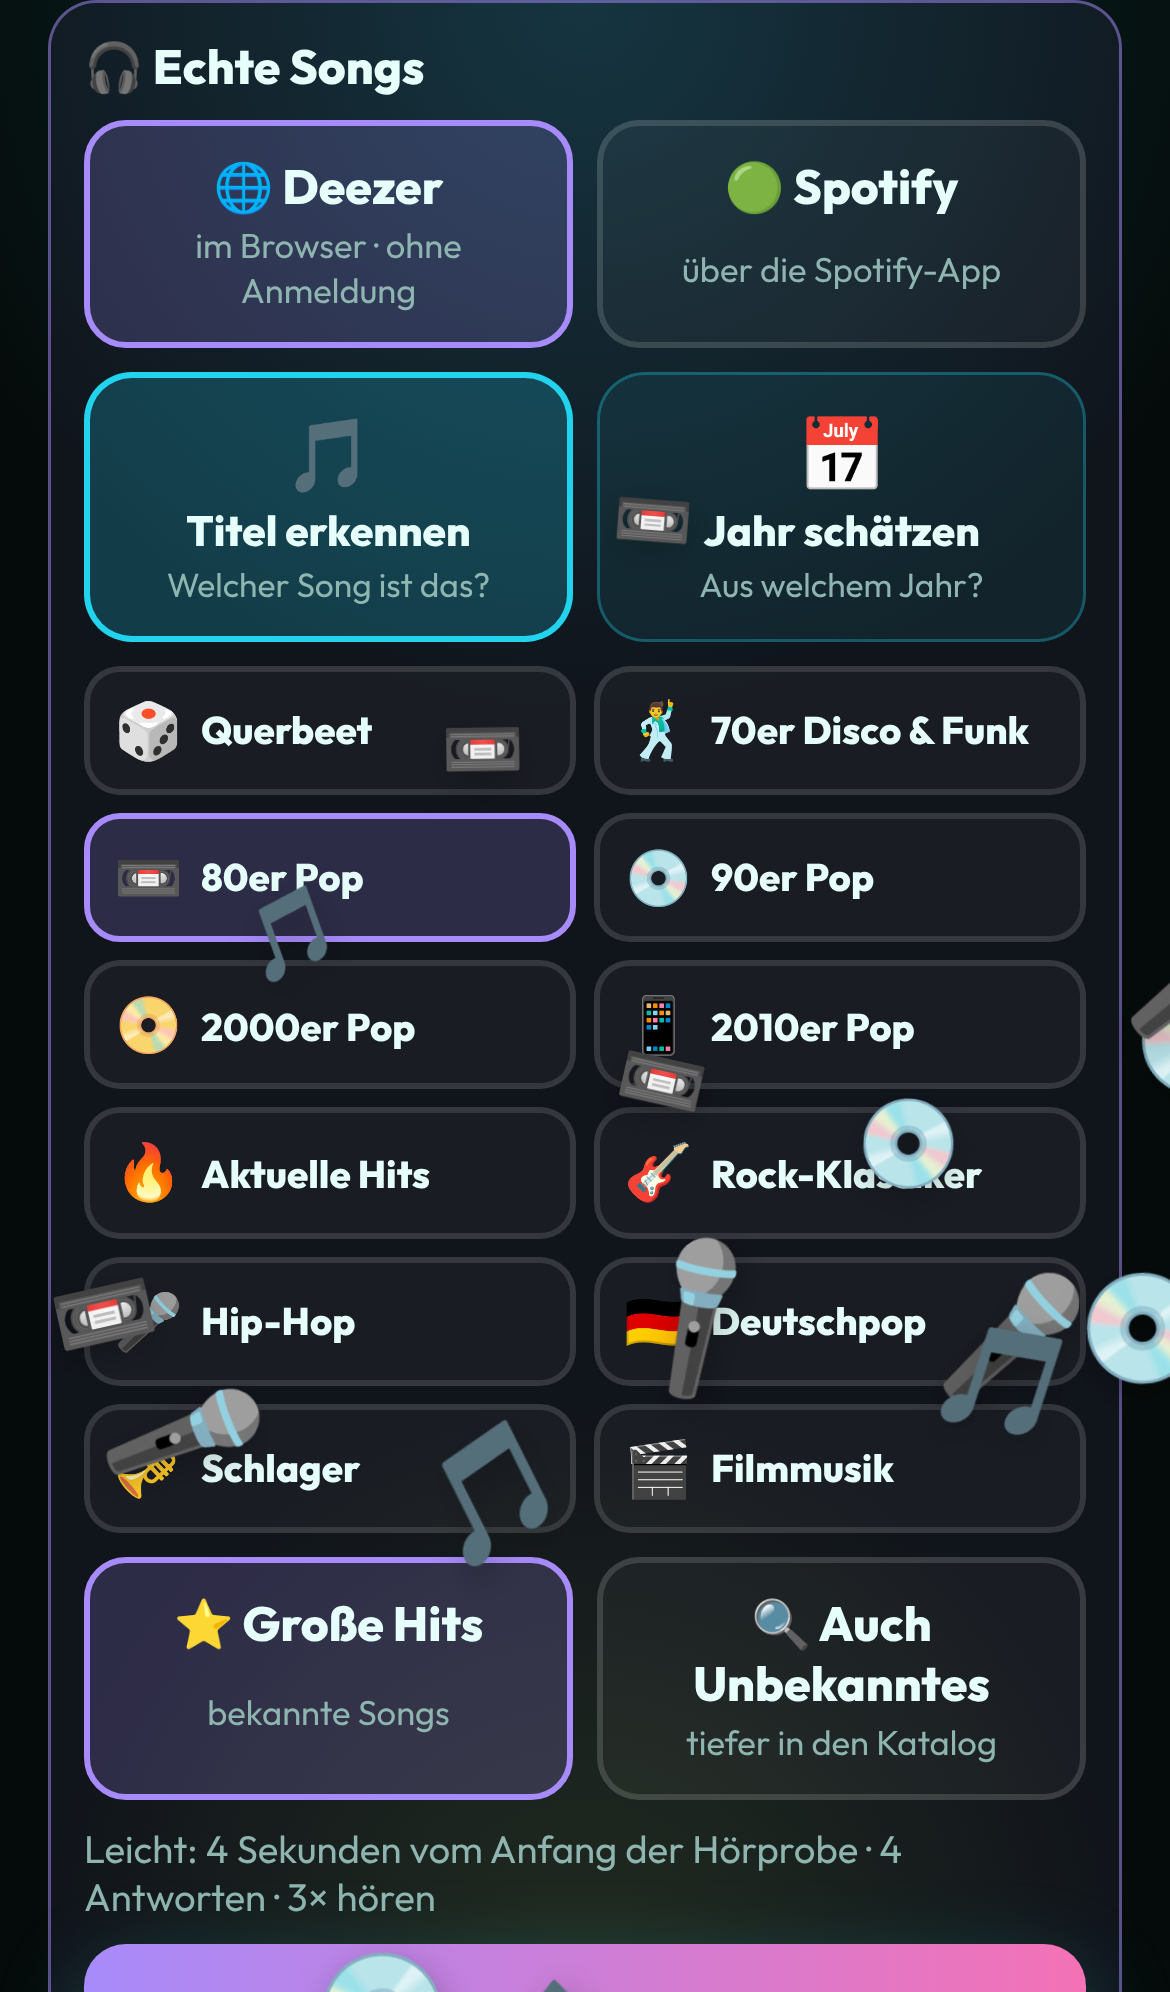 Echte Songs
Deezer
im Browser · ohne
Anmeldung
Spotify
über die Spotify-App
Titel erkennen
Welcher Song ist das?
July
17
Jahr schätzen
Aus welchem Jahr?
Querbeet
70er Disco & Funk
80er Pop
90er Pop
2000er Pop
2010er Pop
Aktuelle Hits
Rock-Klassiker
Hip-Hop
Deutschpop
Schlager
Filmmusik
Große Hits
bekannte Songs
Auch
Unbekanntes
tiefer in den Katalog
Leicht: 4 Sekunden vom Anfang der Hörprobe · 4
Antworten · 3× hören